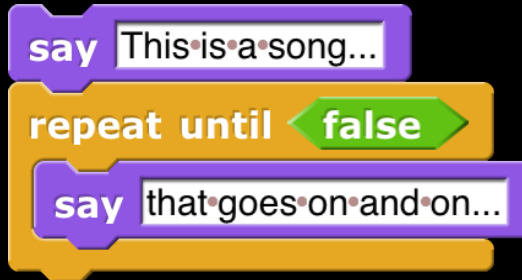 say This is a song...
repeat until false
say that goes on and on...